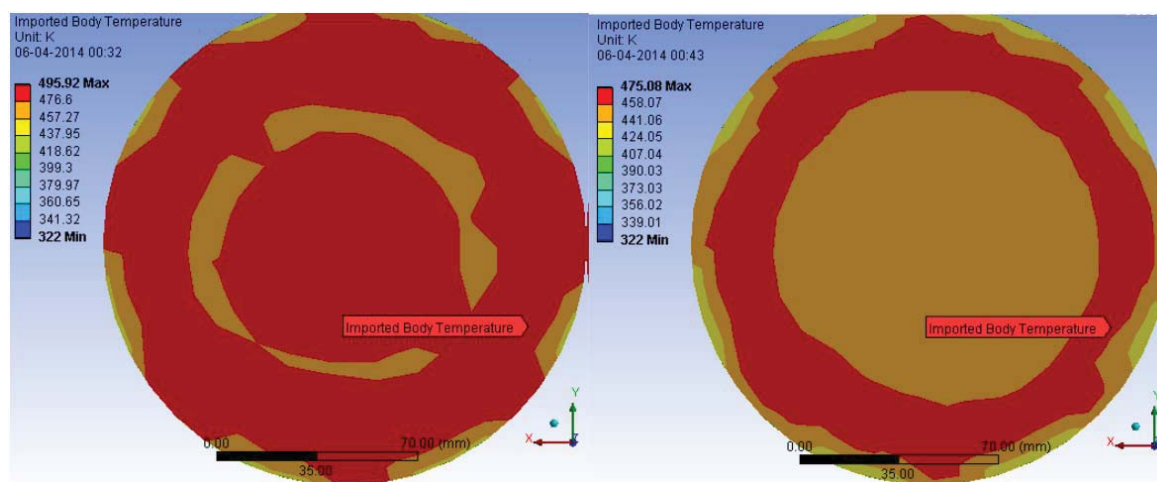 Imported Body Temperature
Unit: K
06-04-2014 00:32
495.92 Max
476.6
457.27
437.95
418.62
399.3
379.97
360.65
341.32
322 Min
Imported Body Temperature
0.00
70.00 (mm)
35.00
Y
X
Z
Imported Body Temperature
Unit: K
06-04-2014 00:43
475.08 Max
458.07
441.06
424.05
407.04
390.03
373.03
356.02
339.01
322 Min
Imported Body Temperature
0.00
70.00 (mm)
35.00
Y
X